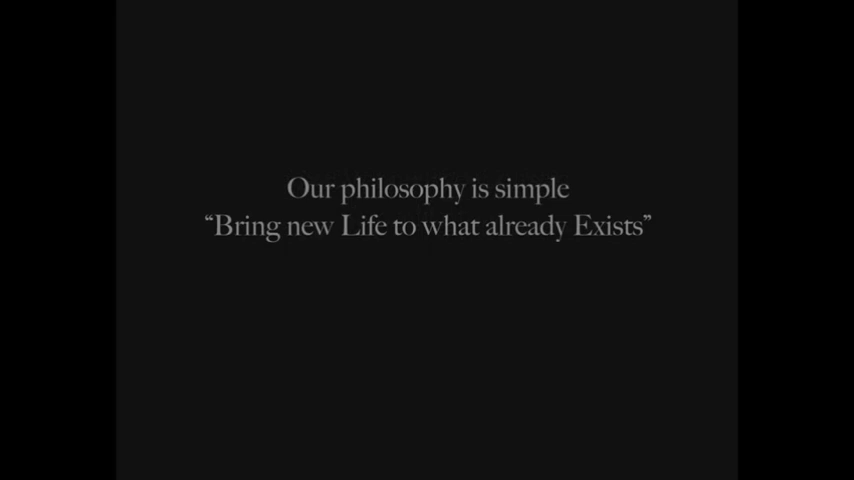 Our philosophy is simple
“Bring new Life to what already Exists”